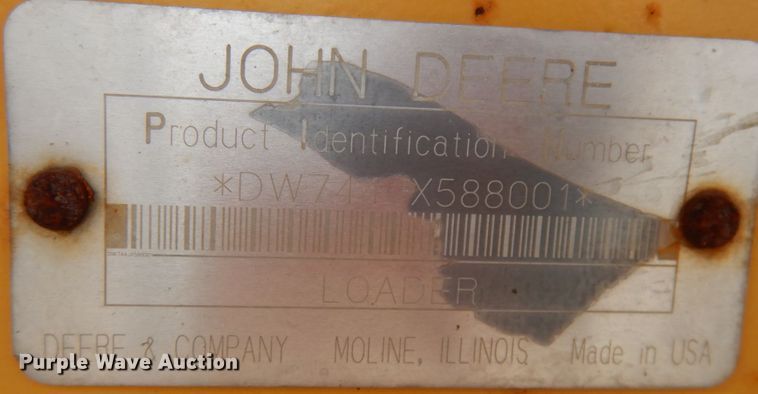 JOHN DEERE
Product Identification Number
*DW74 X588001*
LOADER
DEERE & COMPANY MOLINE, ILLINOIS Made in USA
Purple Wave Auction